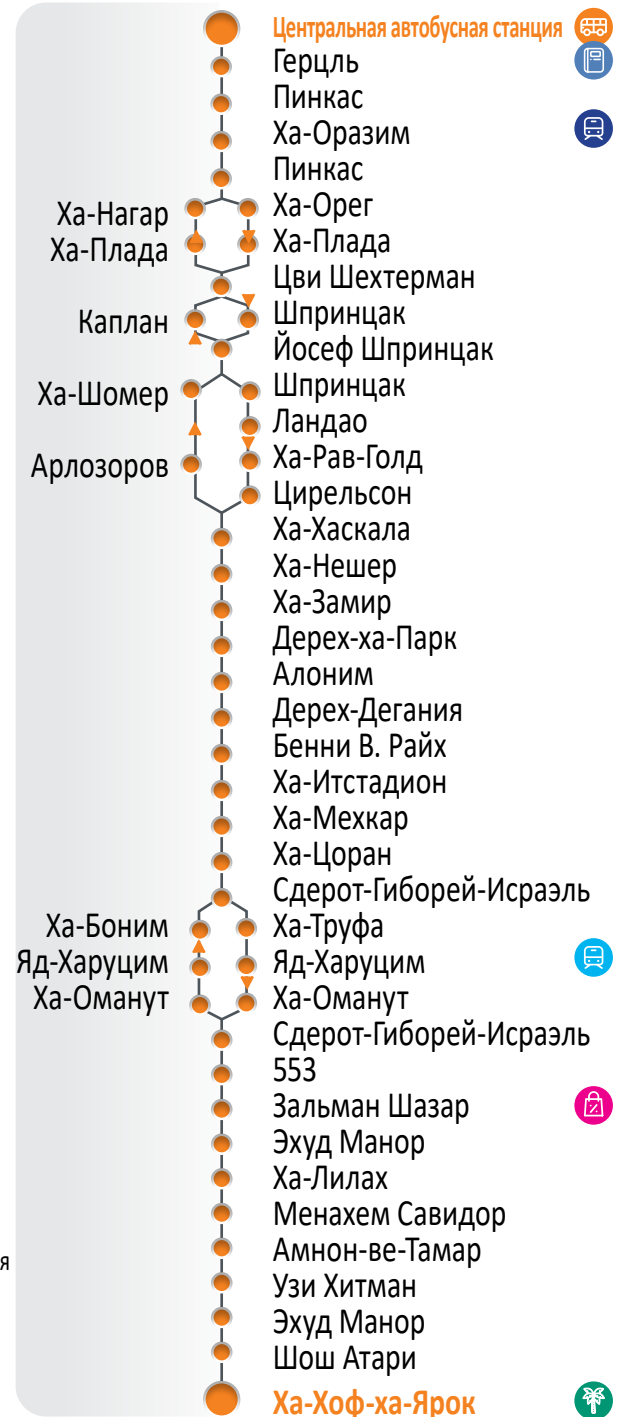 Центральная автобусная станция
Герцль
Пинкас
Ха-Оразим
Пинкас
Ха-Нагар
Ха-Орег
Ха-Плада
Ха-Плада
Цви Шехтерман
Каплан
Шпринцак
Йосеф Шпринцак
Ха-Шомер
Шпринцак
Ландао
Арлозоров
Ха-Рав-Голд
Цирельсон
Ха-Хаскала
Ха-Нешер
Ха-Замир
Дерех-ха-Парк
Алоним
Дерех-Дегания
Бенни В. Райх
Ха-Итстадион
Ха-Мехкар
Ха-Цоран
Сдерот-Гиборей-Исраэль
Ха-Боним
Ха-Труфа
Яд-Харуцим
Яд-Харуцим
Ха-Оманут
Ха-Оманут
Сдерот-Гиборей-Исраэль
553
Зальман Шазар
Эхуд Манор
Ха-Лилах
Менахем Савидор
Амнон-ве-Тамар
я
Узи Хитман
Эхуд Манор
Шош Атари
Ха-Хоф-ха-Ярок